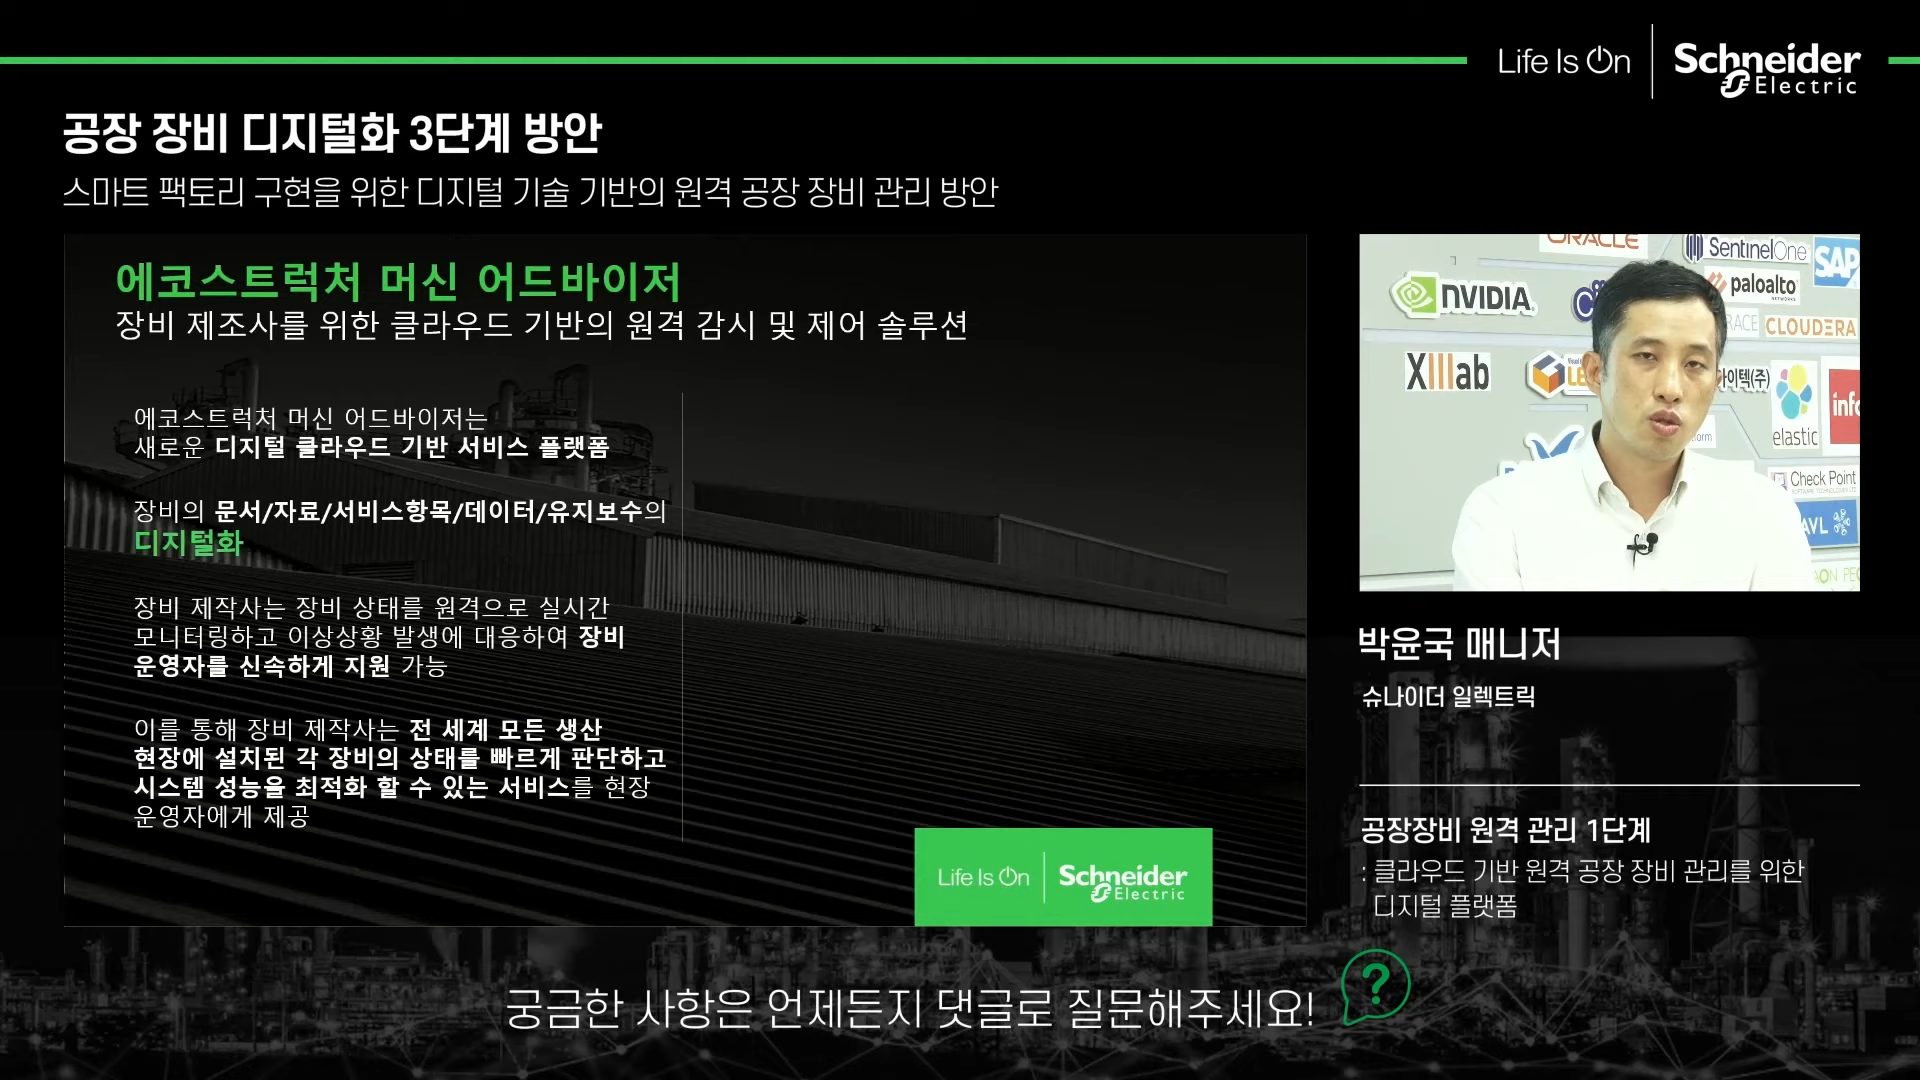 Life Is On
Schneider
Electric
공장 장비 디지털화 3단계 방안
스마트 팩토리 구현을 위한 디지털 기술 기반의 원격 공장 장비 관리 방안
에코스트럭처 머신 어드바이저
장비 제조사를 위한 클라우드 기반의 원격 감시 및 제어 솔루션
에코스트럭처 머신 어드바이저는
새로운 디지털 클라우드 기반 서비스 플랫폼
장비의 문서/자료/서비스항목/데이터/유지보수의
디지털화
장비 제작사는 장비 상태를 원격으로 실시간
모니터링하고 이상상황 발생에 대응하여 장비
운영자를 신속하게 지원 가능
이를 통해 장비 제작사는 전 세계 모든 생산
현장에 설치된 각 장비의 상태를 빠르게 판단하고
시스템 성능을 최적화 할 수 있는 서비스를 현장
운영자에게 제공
Life Is On
Schneider
Electric
ORACLE
SentinelOne
SAP
NVIDIA
paloalto
NETWORKS
CLOUDERA
XIIIab
elastic
Check Point
AVL
박윤국 매니저
슈나이더 일렉트릭
공장장비 원격 관리 1단계
: 클라우드 기반 원격 공장 장비 관리를 위한
디지털 플랫폼
궁금한 사항은 언제든지 댓글로 질문해주세요!
?